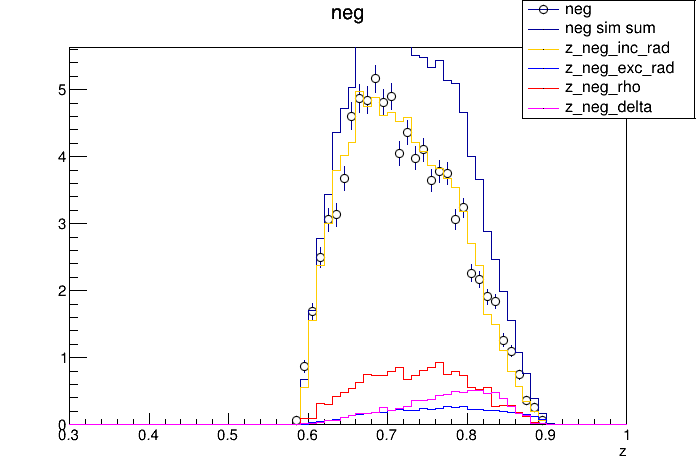 neg
neg
neg sim sum
z_neg_inc_rad
z_neg_exc_rad
z_neg_rho
z_neg_delta
5
4
3
2
1
0
0.3 0.4 0.5 0.6 0.7 0.8 0.9 1
z